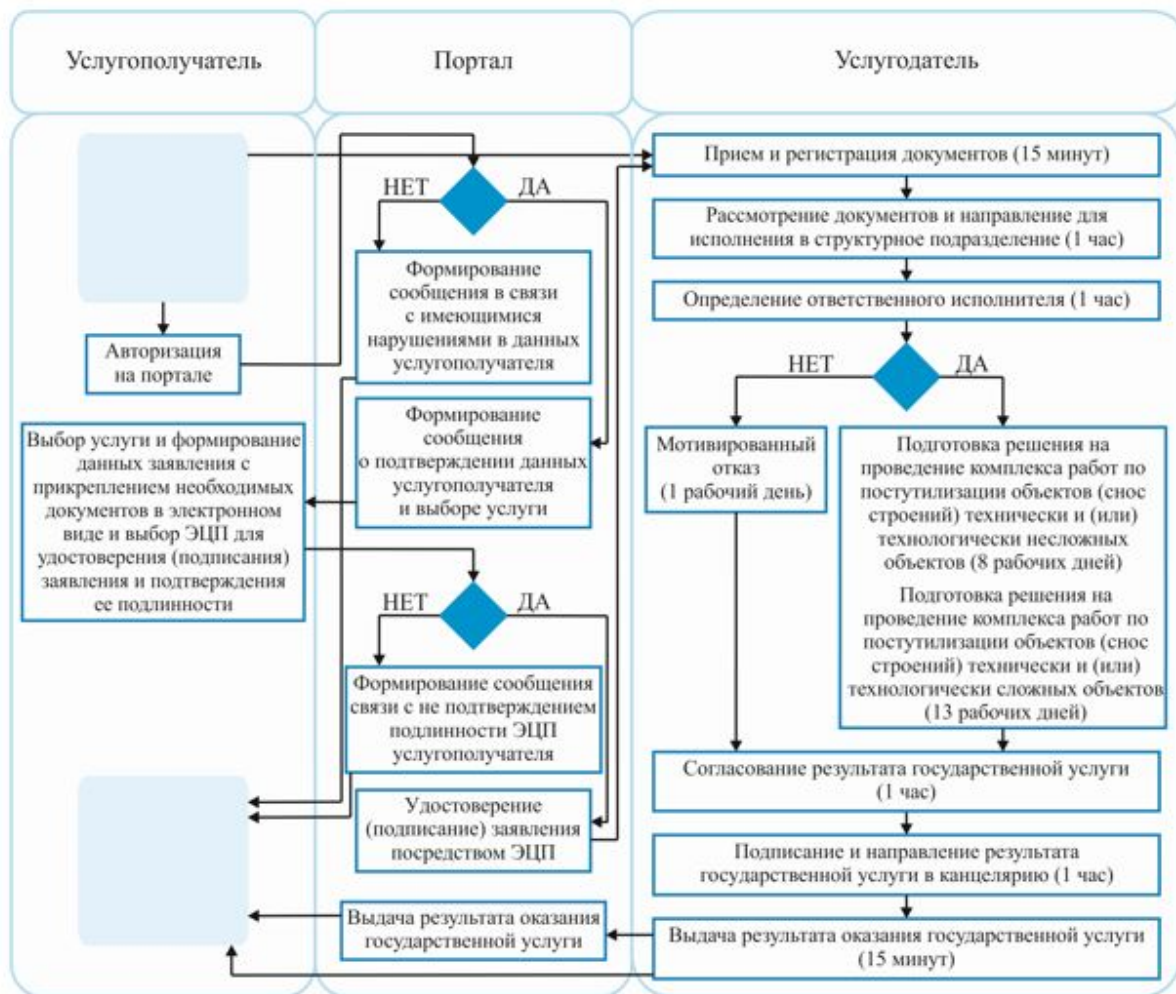 Услугополучатель
Портал
Услугодатель
Авторизация
на портале
Выбор услуги и формирование
данных заявления с
прикреплением необходимых
документов в электронном
виде и выбор ЭЦП для
удостоверения (подписания)
заявления и подтверждения
ее подлинности
НЕТ
ДА
Формирование
сообщения в связи
с имеющимися
нарушениями в данных
услугополучателя
Формирование
сообщения
о подтверждении данных
услугополучателя
и выборе услуги
НЕТ
ДА
Формирование сообщения
связи с не подтверждением
подлинности ЭЦП
услугополучателя
Удостоверение
(подписание) заявления
посредством ЭЦП
Выдача результата оказания
государственной услуги
Прием и регистрация документов (15 минут)
Рассмотрение документов и направление для
исполнения в структурное подразделение (1 час)
Определение ответственного исполнителя (1 час)
НЕТ
ДА
Мотивированный
отказ
(1 рабочий день)
Подготовка решения на
проведение комплекса работ по
постутилизации объектов (снос
строений) технически и (или)
технологически несложных
объектов (8 рабочих дней)
Подготовка решения на
проведение комплекса работ по
постутилизации объектов (снос
строений) технически и (или)
технологически сложных объектов
(13 рабочих дней)
Согласование результата государственной услуги
(1 час)
Подписание и направление результата
государственной услуги в канцелярию (1 час)
Выдача результата оказания государственной услуги
(15 минут)